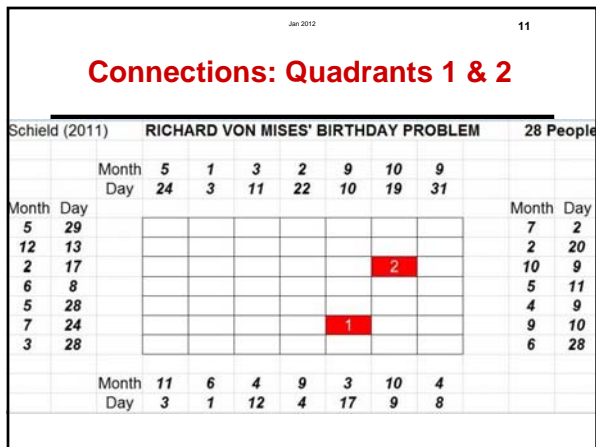 Jan 2012 11
Connections: Quadrants 1 & 2
Schield (2011) RICHARD VON MISES' BIRTHDAY PROBLEM 28 People
Month 5 1 3 2 9 10 9
Day 24 3 11 22 10 19 31
Month Day Month Day
5 29 7 2
12 13 2 20
2 17 2 10 9
6 8 5 11
5 28 4 9
7 24 1 9 10
3 28 6 28
Month 11 6 4 9 3 10 4
Day 3 1 12 4 17 9 8